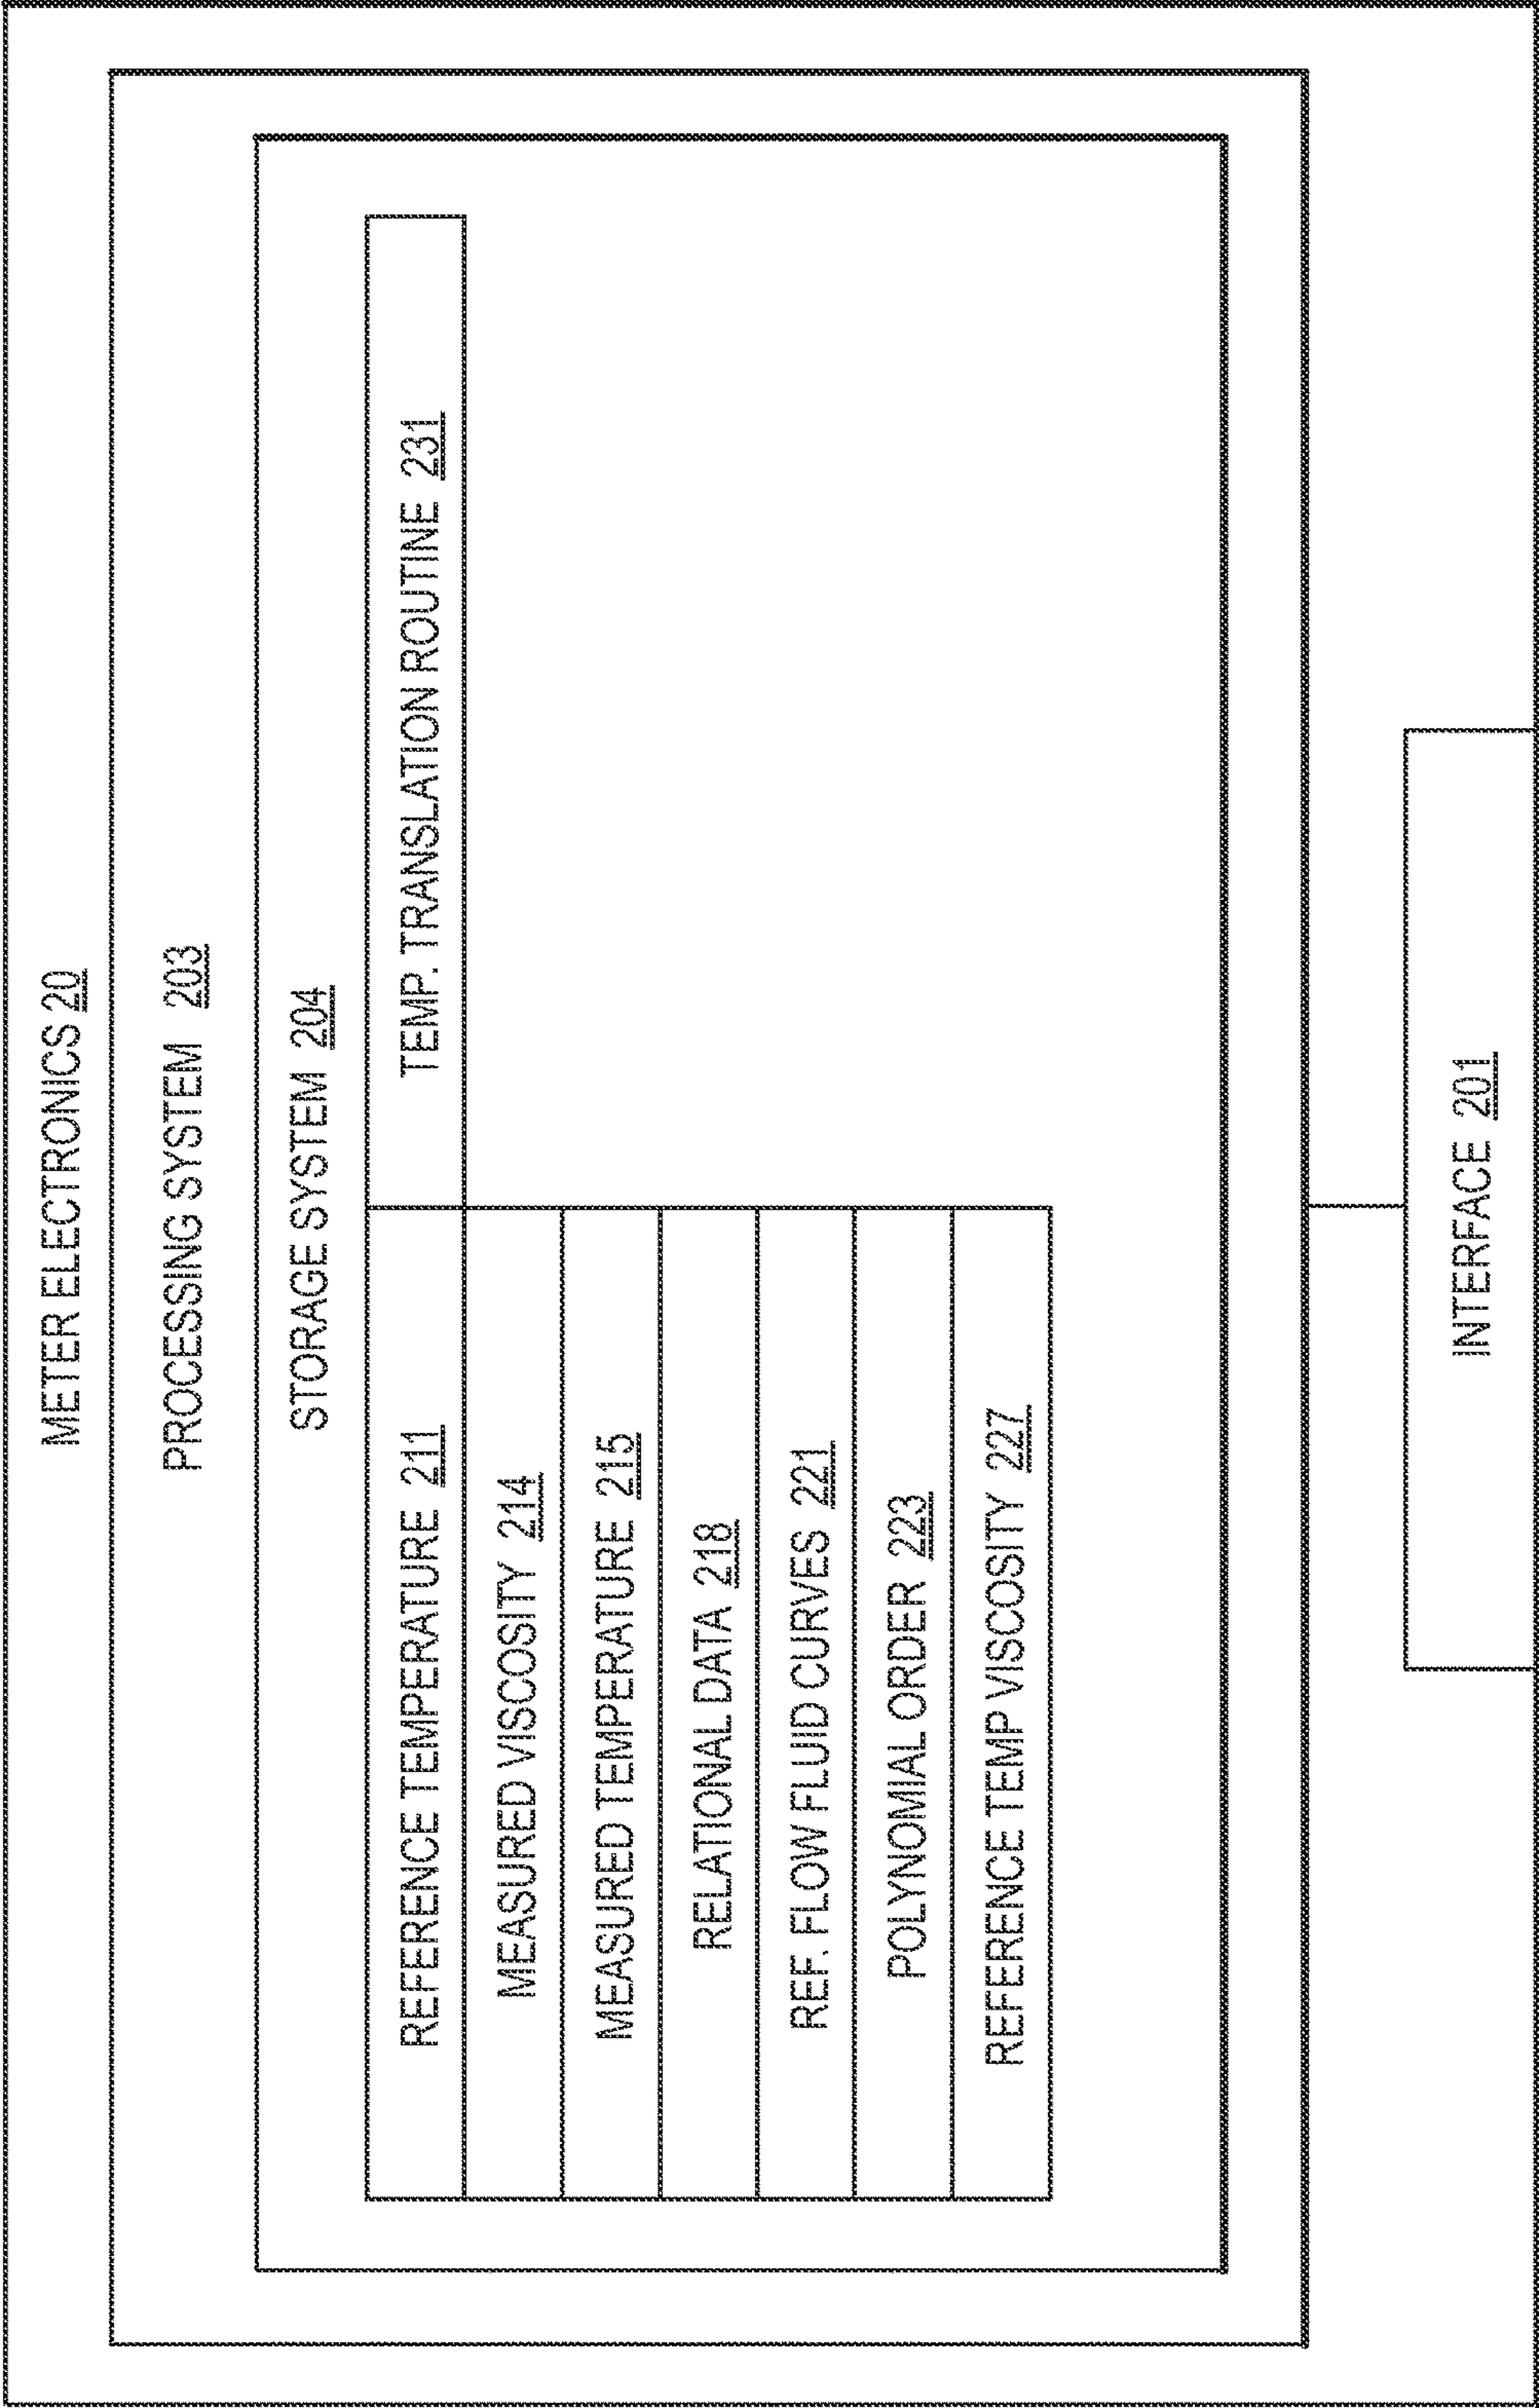 METER ELECTRONICS 20
PROCESSING SYSTEM 203
STORAGE SYSTEM 204
REFERENCE TEMPERATURE 211
TEMP. TRANSLATION ROUTINE 231
MEASURED VISCOSITY 214
MEASURED TEMPERATURE 215
RELATIONAL DATA 218
REF. FLOW FLUID CURVES 221
POLYNOMIAL ORDER 223
REFERENCE TEMP VISCOSITY 227
INTERFACE 201